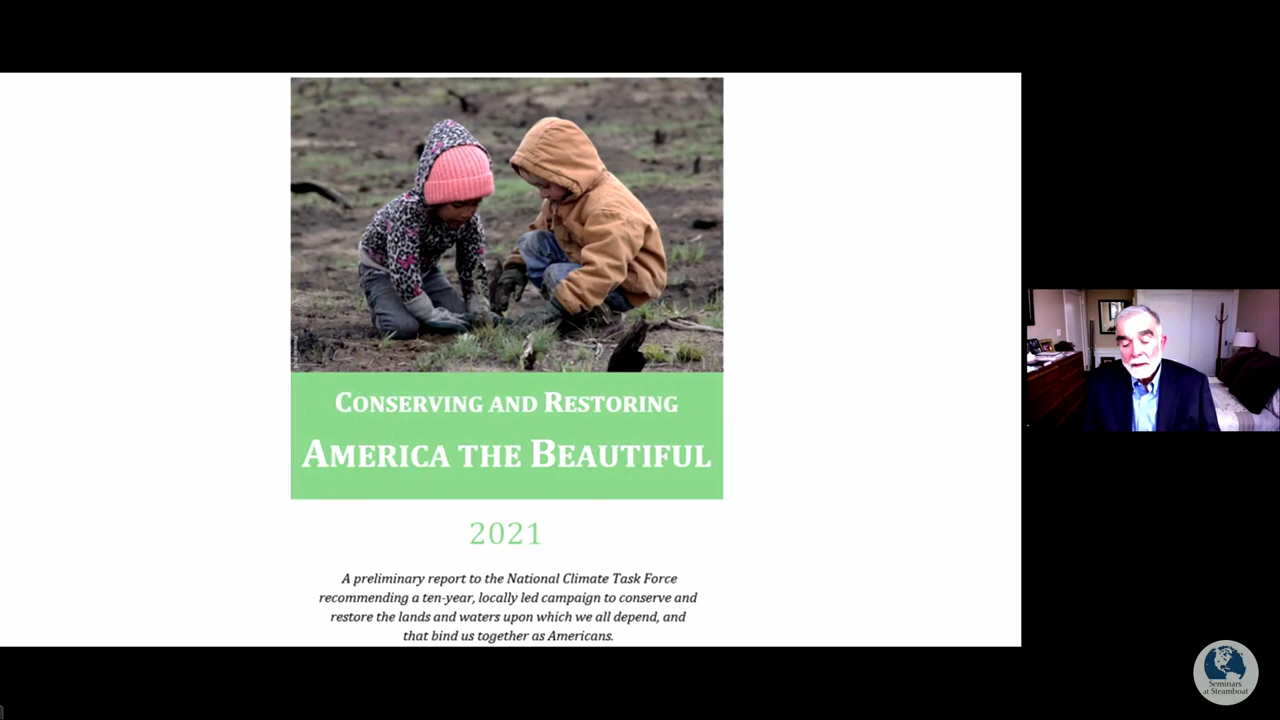 CONSERVING AND RESTORING
AMERICA THE BEAUTIFUL
2021
A preliminary report to the National Climate Task Force
recommending a ten-year, locally led campaign to conserve and
restore the lands and waters upon which we all depend, and
that bind us together as Americans.
Seminars
at Steamboat